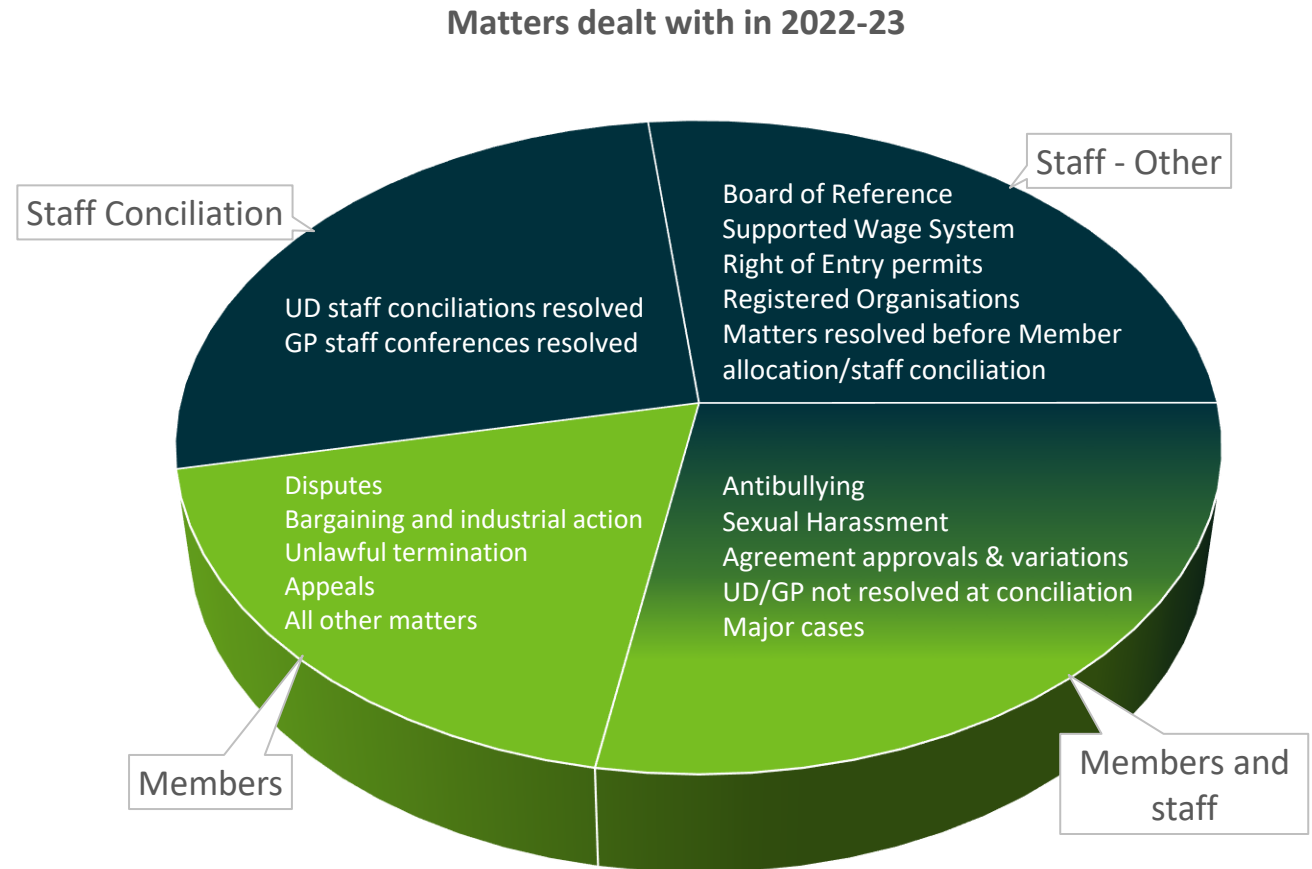 Matters dealt with in 2022-23
Staff - Other
Staff Conciliation
Board of Reference
Supported Wage System
Right of Entry permits
Registered Organisations
Matters resolved before Member
allocation/staff conciliation
UD staff conciliations resolved
GP staff conferences resolved
Disputes
Bargaining and industrial action
Unlawful termination
Appeals
All other matters
Antibullying
Sexual Harassment
Agreement approvals & variations
UD/GP not resolved at conciliation
Major cases
Members
Members and
staff